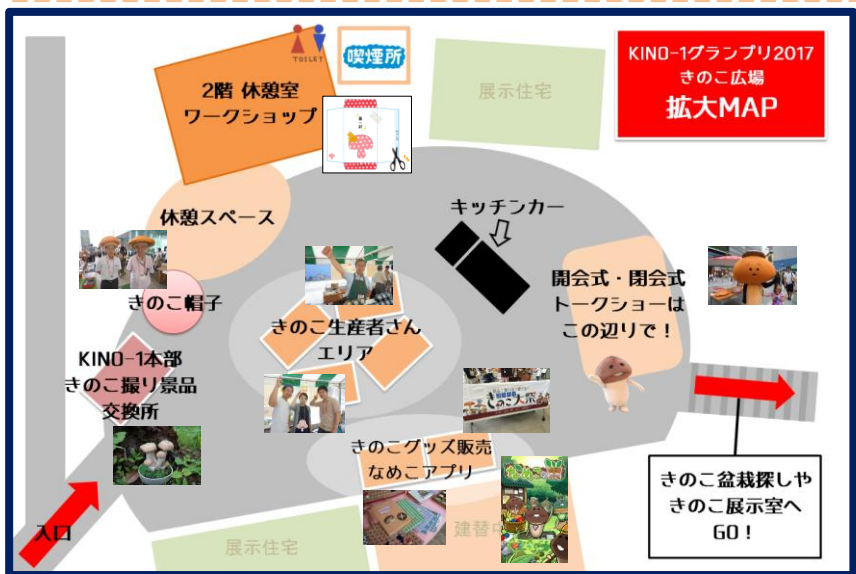 TOILET
喫煙所
KINO-1グランプリ2017
きのこ広場
拡大MAP
2階 休憩室
ワークショップ
展示住宅
休憩スペース
キッチンカー
きのこ帽子
きのこ生産者さん
エリア
開会式・閉会式
トークショーは
この辺りで！
KINO-1本部
きのこ撮り景品
交換所
きのこグッズ販売
なめこアプリ
きのこ盆栽探しや
きのこ展示室へ
GO！
入口
展示住宅
建替中